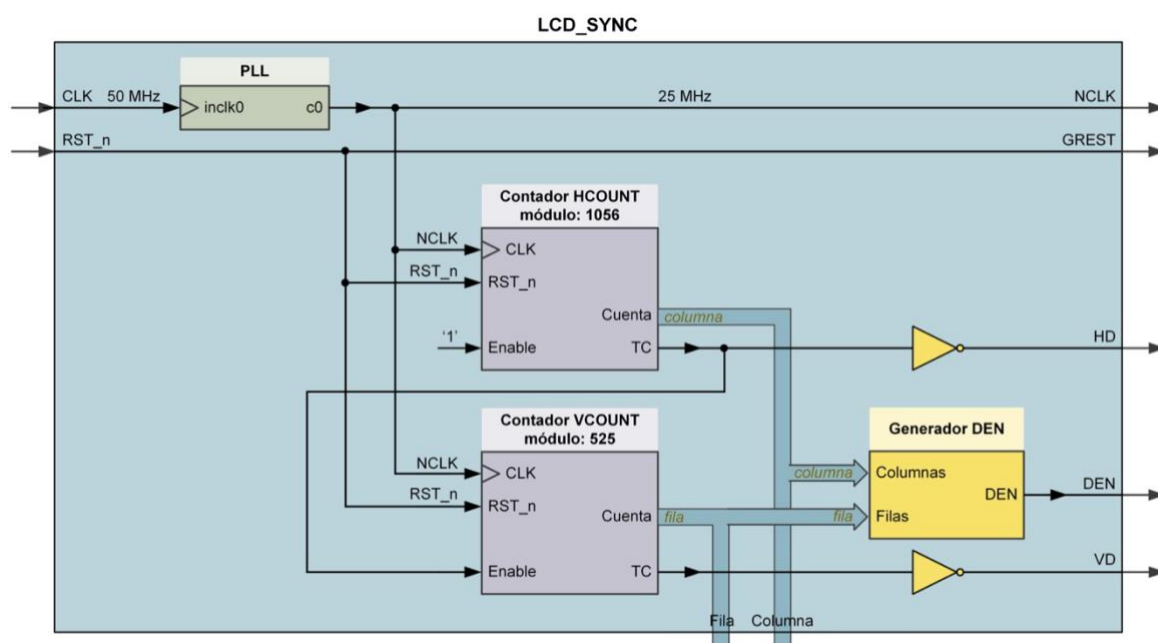 LCD_SYNC
PLL
CLK 50 MHz
inclk0 c0
25 MHz
NCLK
RST_n
GREST
Contador HCOUNT
módulo: 1056
NCLK
CLK
RST_n
RST_n
Cuenta
columna
'1'
Enable
TC
HD
Contador VCOUNT
módulo: 525
Generador DEN
NCLK
CLK
columna
Columnas
RST_n
RST_n
DEN
DEN
Cuenta
fila
fila
Filas
Enable
TC
VD
Fila Columna